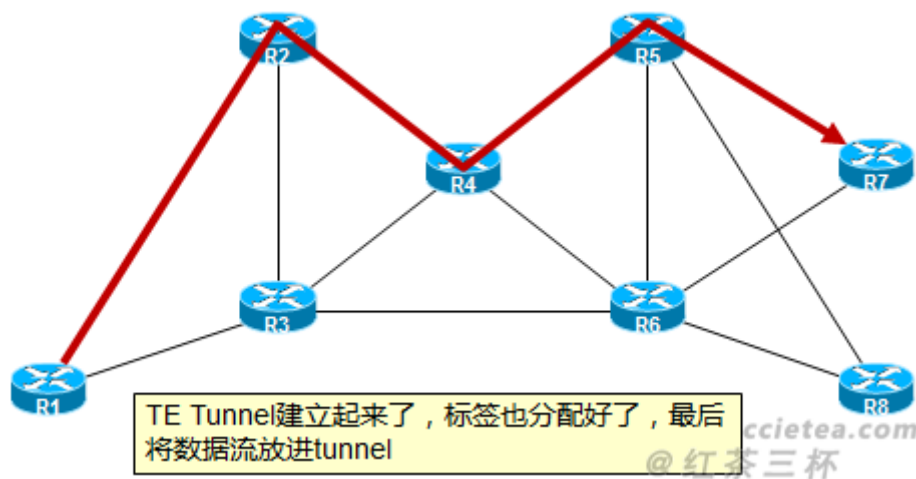 R2
R5
R4
R7
R3
R6
R1
R8
TE Tunnel建立起来了，标签也分配好了，最后
将数据流放进tunnel
ccietea.com
@红茶三杯